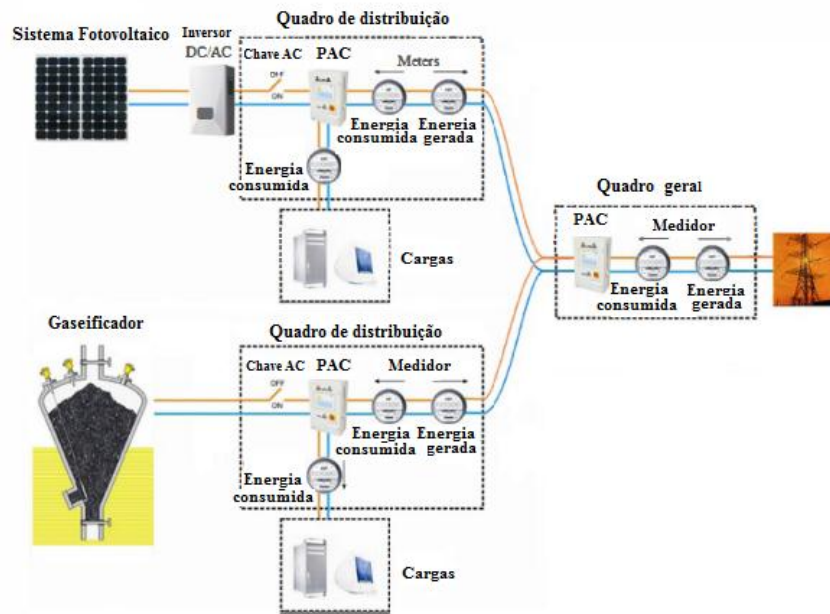 Quadro de distribuição
Sistema Fotovoltaico
Inversor
DC/AC
Chave AC
PAC
OFF
ON
Meters
Energia
consumida
Energia
gerada
Energia
consumida
Cargas
Quadro geral
PAC
Medidor
Energia
consumida
Energia
gerada
Gaseificador
Quadro de distribuição
Chave AC
PAC
OFF
ON
Medidor
Energia
consumida
Energia
gerada
Energia
consumida
Cargas